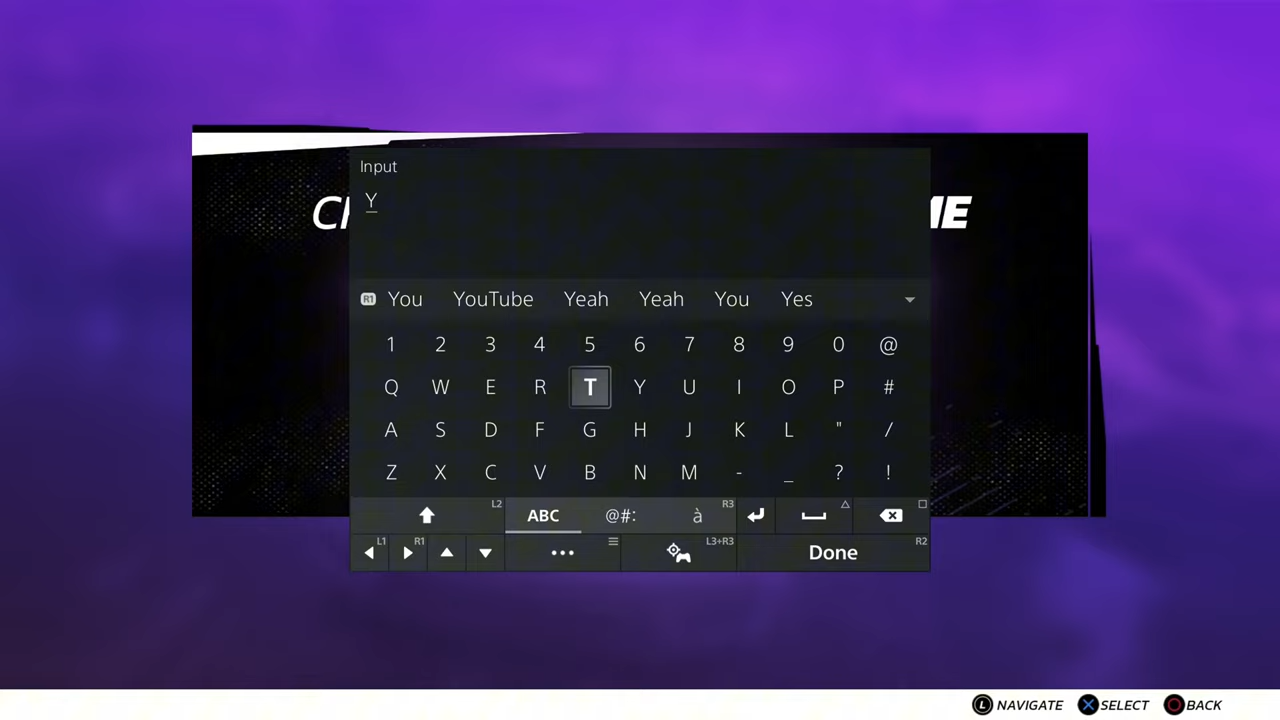 Input
Y
R1 You YouTube Yeah Yeah You Yes
1 2 3 4 5 6 7 8 9 0 @
Q W E R T Y U I O P #
A S D F G H J K L " /
Z X C V B N M - _ ? !
L2 ABC @#: à R3
L1 R1 ... L3+R3 Done R2
ME
NAVIGATE SELECT BACK